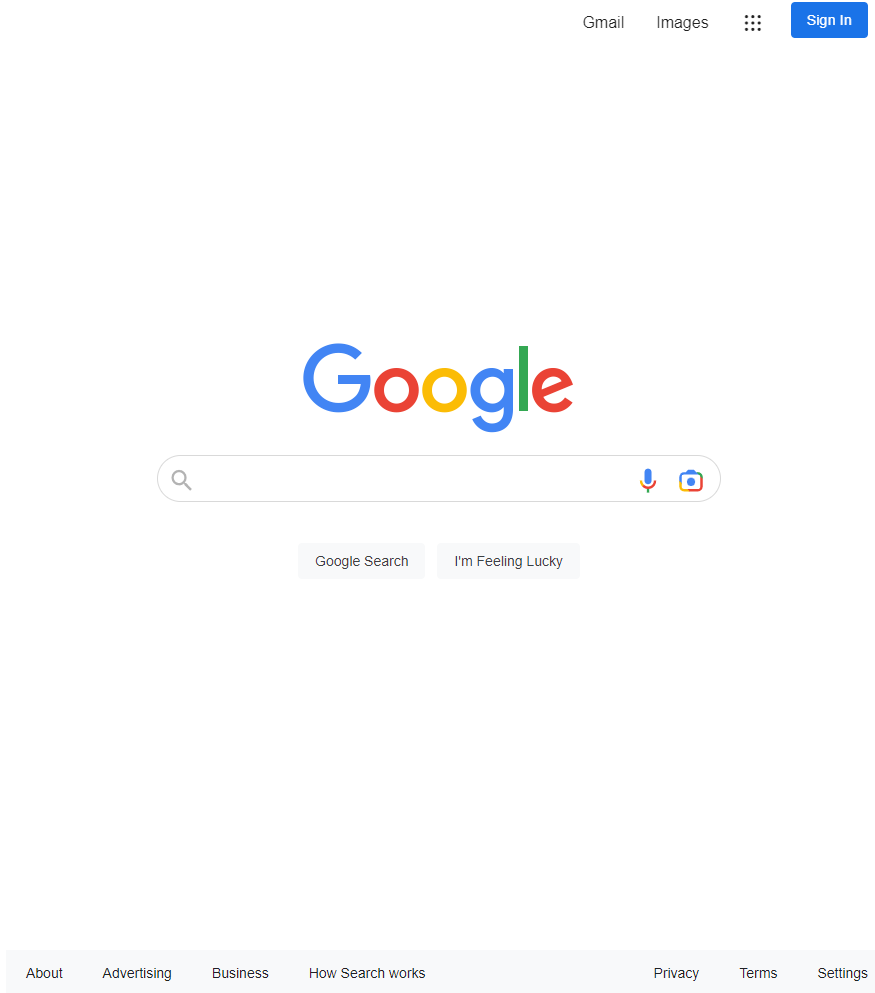 Gmail Images Sign In
Google
Google Search I'm Feeling Lucky
About Advertising Business How Search works Privacy Terms Settings